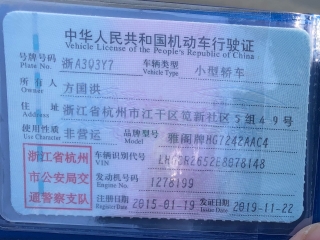 中华人民共和国机动车行驶证
Vehicle License of the People's Republic of China
号牌号码 浙A3Q3Y7 车辆类型 小型轿车
Plate No. Vehicle Type
所有人 方国洪
Owner
住址 浙江省杭州市江干区笕新社区5组49号
Address
使用性质 非营运 品牌型号 雅阁牌HG7242AAC4
Use Character Model
浙江省杭州市公安局交通警察支队
车辆识别代号
VIN
发动机号码 1278199
Engine No.
注册日期 2015-01-19 发证日期 2019-11-22
Register Date Issue Date